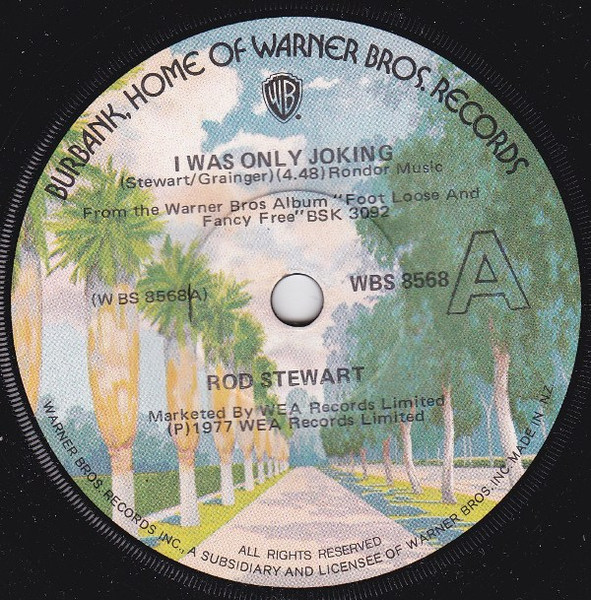 BURBANK, HOME OF WARNER BROS. RECORDS
WB
I WAS ONLY JOKING
(Stewart/Grainger)(4.48) Rondor Music
From the Warner Bros Album "Foot Loose And
Fancy Free" BSK 3092
WBS 8568
A
(W BS 8568A)
ROD STEWART
Marketed By WEA Records Limited
(P)1977 WEA Records Limited
ALL RIGHTS RESERVED
WARNER BROS. RECORDS INC., A SUBSIDIARY AND LICENSEE OF WARNER BROS. INC. MADE IN NZ